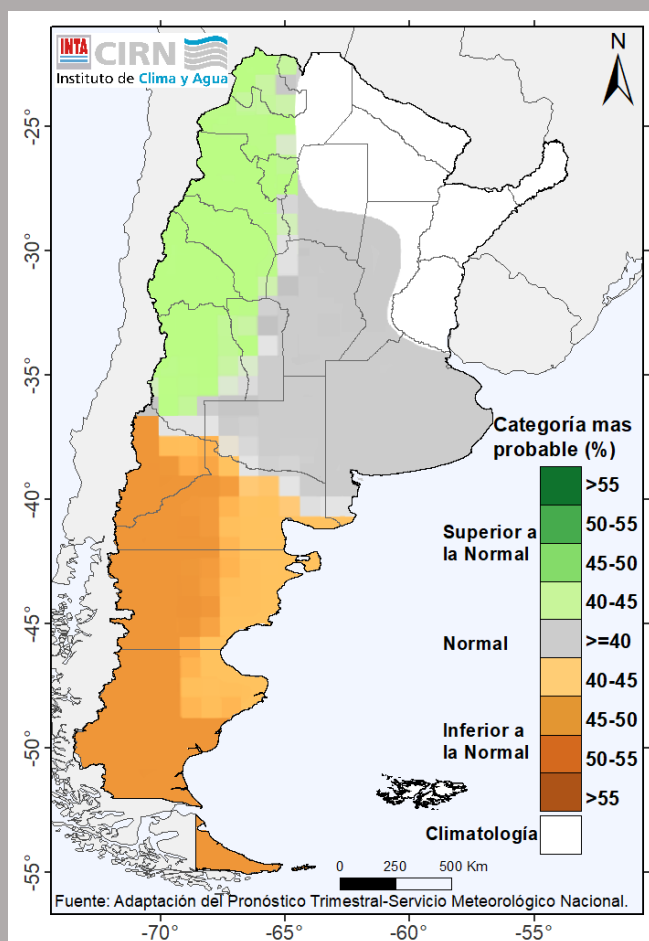 INTA CIRN
Instituto de Clima y Agua
N
-25°
-30°
-35°
-40°
-45°
-50°
-55°
Categoría mas
probable (%)
>55
50-55
Superior a
la Normal
45-50
40-45
Normal
>=40
40-45
45-50
Inferior a
la Normal
50-55
>55
Climatología
0 250 500 Km
Fuente: Adaptación del Pronóstico Trimestral-Servicio Meteorológico Nacional.
-70° -65° -60° -55°